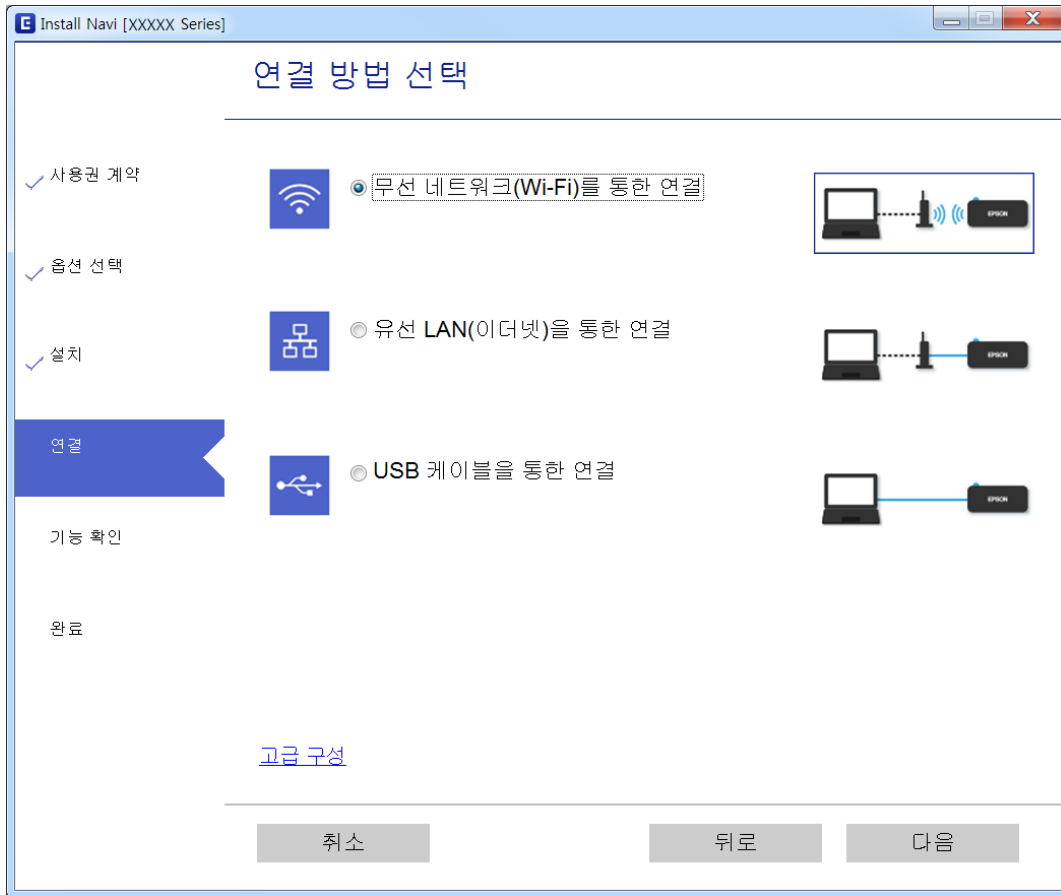 Install Navi [XXXXX Series]
연결 방법 선택
사용권 계약
옵션 선택
설치
연결
기능 확인
완료
무선 네트워크(Wi-Fi)를 통한 연결
EPSON
유선 LAN(이더넷)을 통한 연결
EPSON
USB 케이블을 통한 연결
EPSON
고급 구성
취소
뒤로
다음